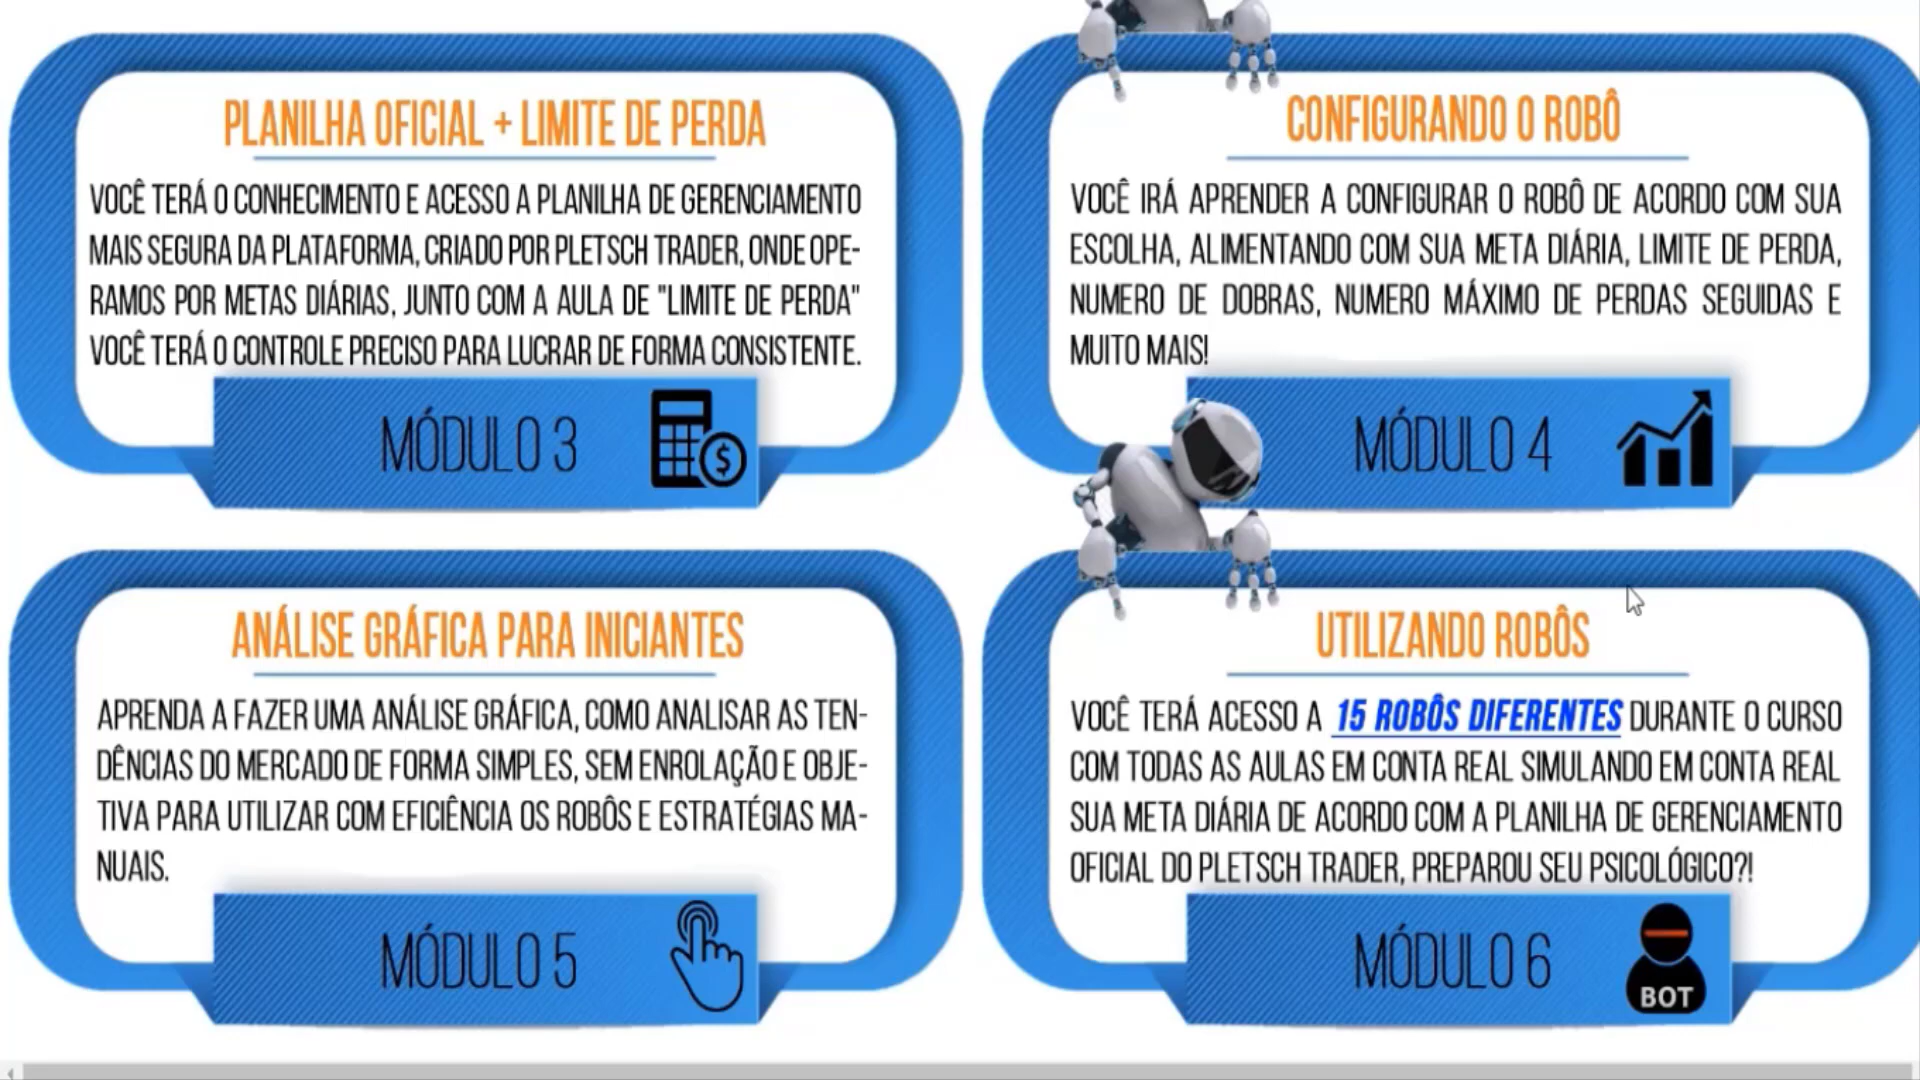 PLANILHA OFICIAL + LIMITE DE PERDA
VOCÊ TERÁ O CONHECIMENTO E ACESSO A PLANILHA DE GERENCIAMENTO
MAIS SEGURA DA PLATAFORMA, CRIADO POR PLETSCH TRADER, ONDE OPE-
RAMOS POR METAS DIÁRIAS, JUNTO COM A AULA DE "LIMITE DE PERDA"
VOCÊ TERÁ O CONTROLE PRECISO PARA LUCRAR DE FORMA CONSISTENTE.
MÓDULO 3
CONFIGURANDO O ROBÔ
VOCÊ IRÁ APRENDER A CONFIGURAR O ROBÔ DE ACORDO COM SUA
ESCOLHA, ALIMENTANDO COM SUA META DIÁRIA, LIMITE DE PERDA,
NUMERO DE DOBRAS, NUMERO MÁXIMO DE PERDAS SEGUIDAS E
MUITO MAIS!
MÓDULO 4
ANÁLISE GRÁFICA PARA INICIANTES
APRENDA A FAZER UMA ANÁLISE GRÁFICA, COMO ANALISAR AS TEN-
DÊNCIAS DO MERCADO DE FORMA SIMPLES, SEM ENROLAÇÃO E OBJE-
TIVA PARA UTILIZAR COM EFICIÊNCIA OS ROBÔS E ESTRATÉGIAS MA-
NUAIS.
MÓDULO 5
UTILIZANDO ROBÔS
VOCÊ TERÁ ACESSO A 15 ROBÔS DIFERENTES DURANTE O CURSO
COM TODAS AS AULAS EM CONTA REAL SIMULANDO EM CONTA REAL
SUA META DIÁRIA DE ACORDO COM A PLANILHA DE GERENCIAMENTO
OFICIAL DO PLETSCH TRADER, PREPAROU SEU PSICOLÓGICO?!
MÓDULO 6
BOT